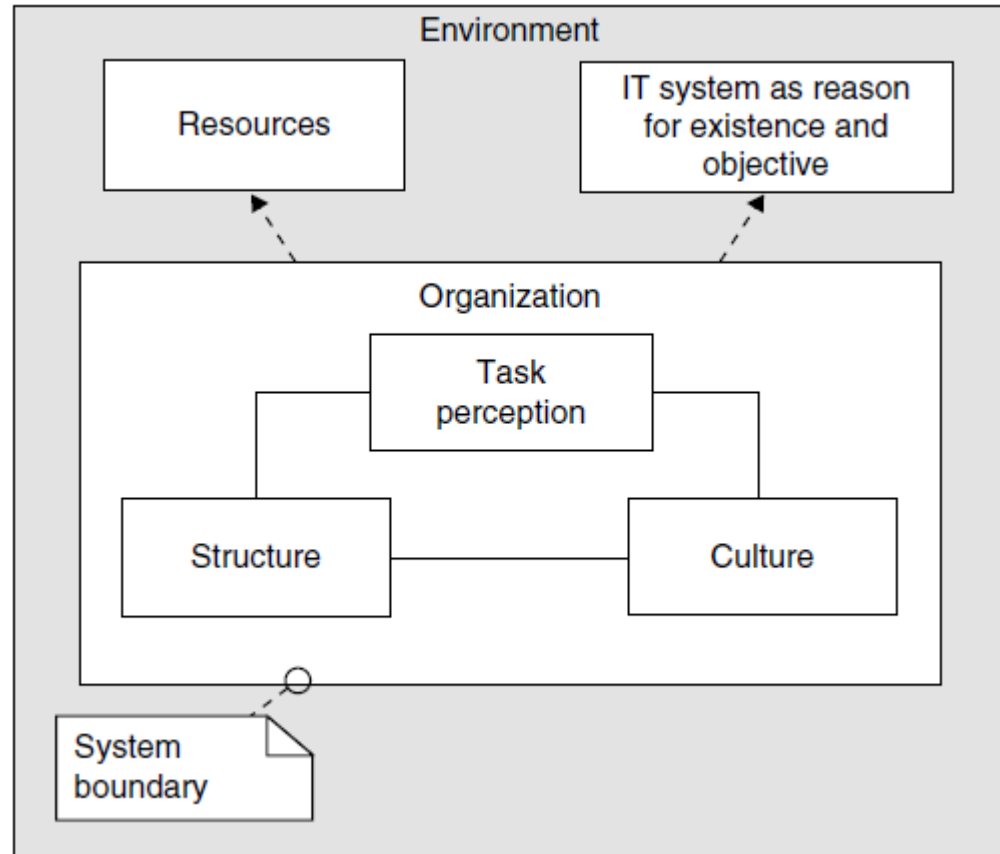 Environment
Resources
IT system as reason
for existence and
objective
Organization
Task
perception
Structure
Culture
System
boundary